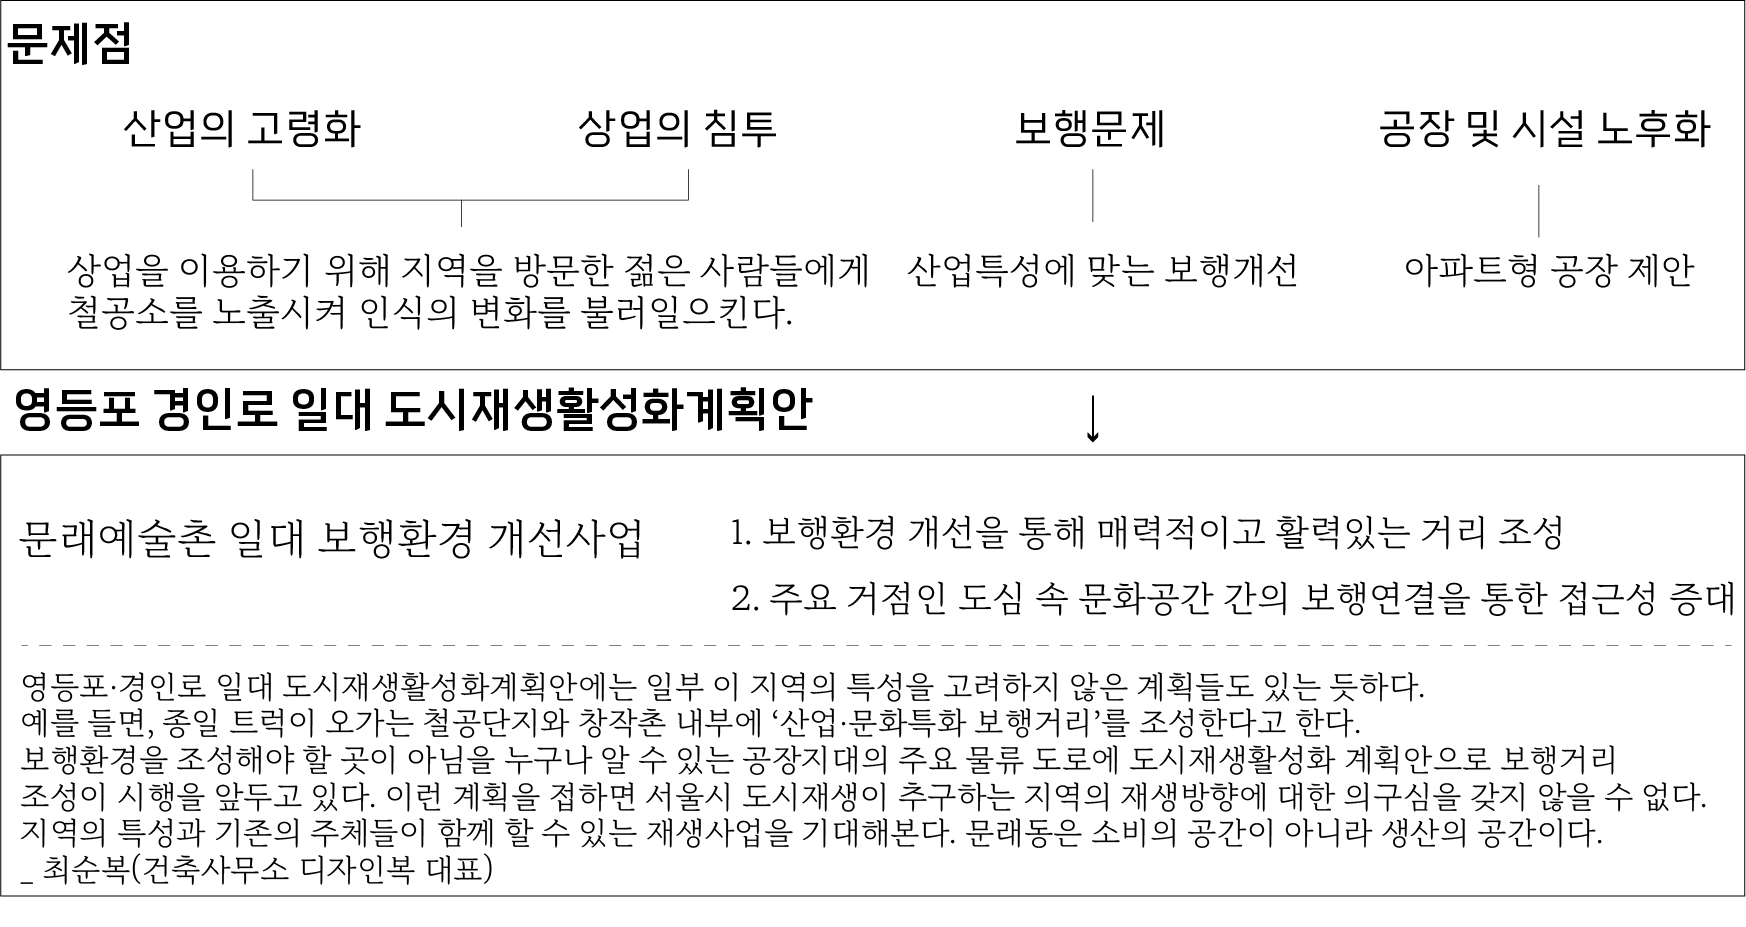 문제점
산업의 고령화
상업의 침투
보행문제
공장 및 시설 노후화
상업을 이용하기 위해 지역을 방문한 젊은 사람들에게
철공소를 노출시켜 인식의 변화를 불러일으킨다.
산업특성에 맞는 보행개선
아파트형 공장 제안
영등포 경인로 일대 도시재생활성화계획안
문래예술촌 일대 보행환경 개선사업
1. 보행환경 개선을 통해 매력적이고 활력있는 거리 조성
2. 주요 거점인 도심 속 문화공간 간의 보행연결을 통한 접근성 증대
영등포·경인로 일대 도시재생활성화계획안에는 일부 이 지역의 특성을 고려하지 않은 계획들도 있는 듯하다.
예를 들면, 종일 트럭이 오가는 철공단지와 창작촌 내부에 ‘산업·문화특화 보행거리’를 조성한다고 한다.
보행환경을 조성해야 할 곳이 아님을 누구나 알 수 있는 공장지대의 주요 물류 도로에 도시재생활성화 계획안으로 보행거리
조성이 시행을 앞두고 있다. 이런 계획을 접하면 서울시 도시재생이 추구하는 지역의 재생방향에 대한 의구심을 갖지 않을 수 없다.
지역의 특성과 기존의 주체들이 함께 할 수 있는 재생사업을 기대해본다. 문래동은 소비의 공간이 아니라 생산의 공간이다.
_ 최순복(건축사무소 디자인복 대표)